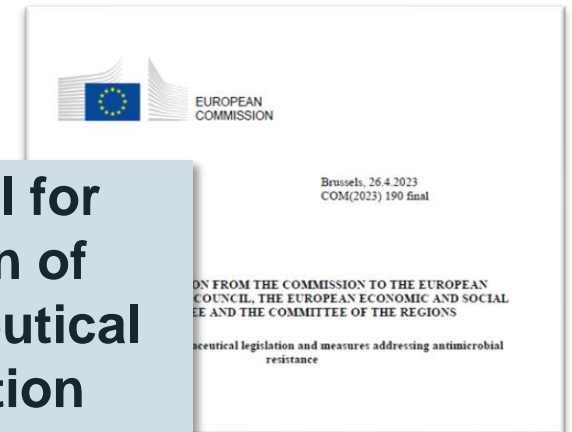 EUROPEAN
COMMISSION
Brussels, 26.4.2023
COM(2023) 190 final
l for
n of
utical
tion
ON FROM THE COMMISSION TO THE EUROPEAN
COUNCIL, THE EUROPEAN ECONOMIC AND SOCIAL
EE AND THE COMMITTEE OF THE REGIONS
aceutical legislation and measures addressing antimicrobial
resistance